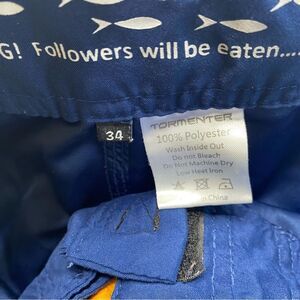 G! Followers will be eaten....
34
TORMENTER
100% Polyester
Wash Inside Out
Do not Bleach
Do not Machine Dry
Low Heat Iron
in China